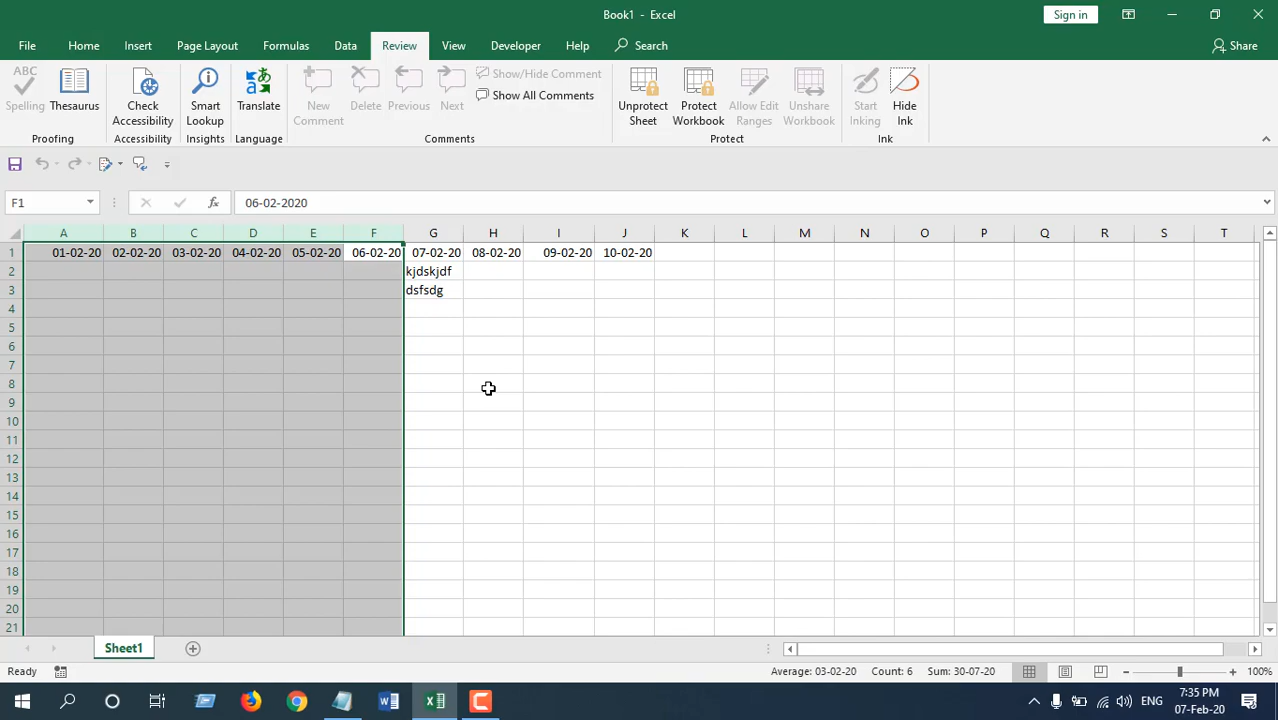 Book1 - Excel
Sign in
File Home Insert Page Layout Formulas Data Review View Developer Help Search Share
ABC
Spelling
Thesaurus
Check
Accessibility
Smart
Lookup
Translate
New
Comment
Delete
Previous
Next
Show/Hide Comment
Show All Comments
Unprotect
Sheet
Protect
Workbook
Allow Edit
Ranges
Unshare
Workbook
Start
Inking
Hide
Ink
Proofing Accessibility Insights Language Comments Protect Ink
F1 fx 06-02-2020
A B C D E F G H I J K L M N O P Q R S T
1 01-02-20 02-02-20 03-02-20 04-02-20 05-02-20 06-02-20 07-02-20 08-02-20 09-02-20 10-02-20
2 kjdskjdf
3 dsfsdg
4
5
6
7
8
9
10
11
12
13
14
15
16
17
18
19
20
21
Sheet1
Ready Average: 03-02-20 Count: 6 Sum: 30-07-20 100%
ENG
7:35 PM
07-Feb-20